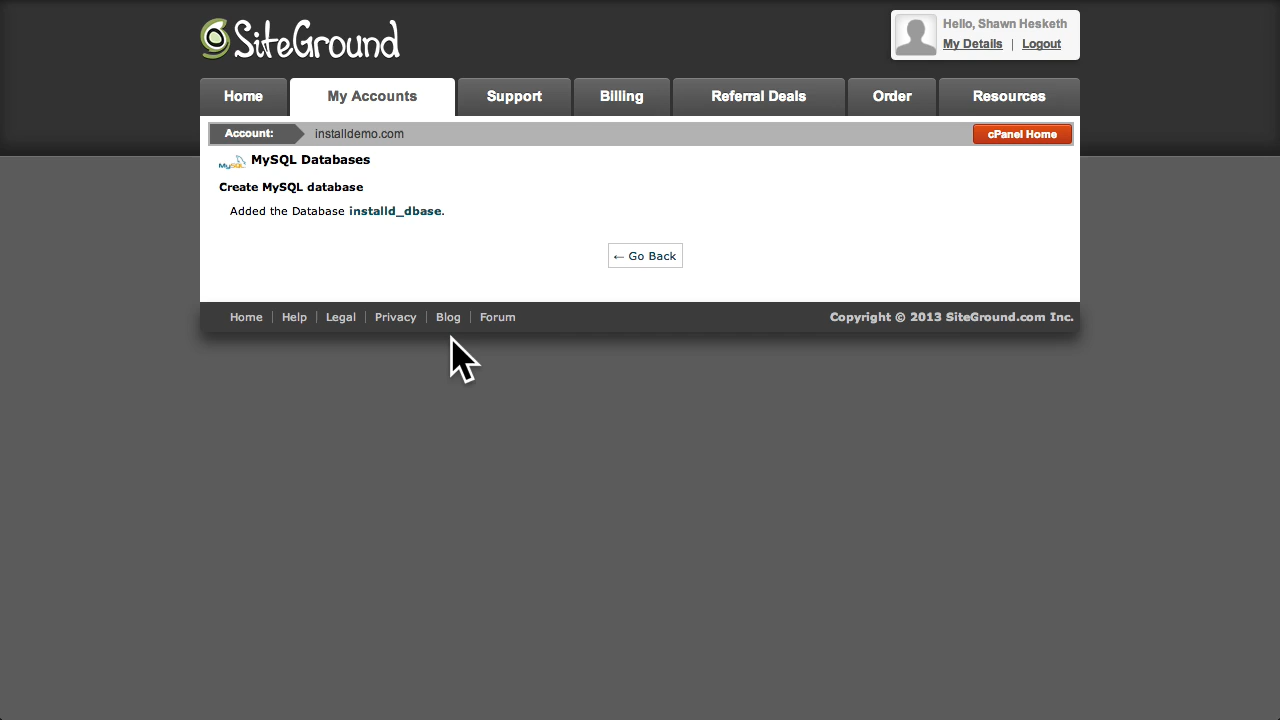 SiteGround
Hello, Shawn Hesketh
My Details | Logout
Home My Accounts Support Billing Referral Deals Order Resources
Account: installdemo.com cPanel Home
MySQL MySQL Databases
Create MySQL database
Added the Database installd_dbase.
← Go Back
Home | Help | Legal | Privacy | Blog | Forum Copyright © 2013 SiteGround.com Inc.